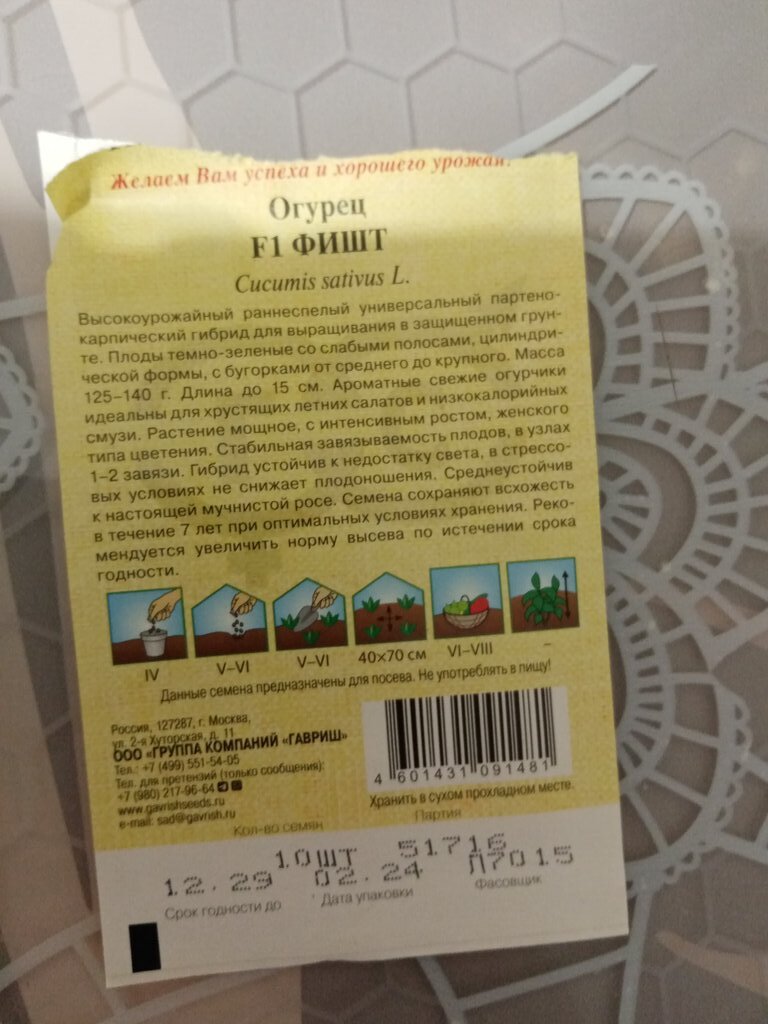 Желаем Вам успеха и хорошего урожая!
Огурец
F1 ФИШТ
Cucumis sativus L.
Высокоурожайный раннеспелый универсальный партено-
карпический гибрид для выращивания в защищенном грун-
те. Плоды темно-зеленые со слабыми полосами, цилиндри-
ческой формы, с бугорками от среднего до крупного. Масса
125–140 г. Длина до 15 см. Ароматные свежие огурчики
идеальны для хрустящих летних салатов и низкокалорийных
смузи. Растение мощное, с интенсивным ростом, женского
типа цветения. Стабильная завязываемость плодов, в узлах
1–2 завязи. Гибрид устойчив к недостатку света, в стрессо-
вых условиях не снижает плодоношения. Среднеустойчив
к настоящей мучнистой росе. Семена сохраняют всхожесть
в течение 7 лет при оптимальных условиях хранения. Реко-
мендуется увеличить норму высева по истечении срока
годности.
IV V–VI V–VI 40×70 см VI–VIII –
Данные семена предназначены для посева. Не употреблять в пищу!
Россия, 127287, г. Москва,
ул. 2-я Хуторская, д. 11
ООО «ГРУППА КОМПАНИЙ «ГАВРИШ»
Тел.: +7 (499) 551-54-05
Тел. для претензий (только сообщения):
+7 (980) 217-96-64
www.gavrishseeds.ru
e-mail: sad@gavrish.ru
4 601431 091481
Хранить в сухом прохладном месте.
Кол-во семян Партия
10ШТ 51716
12.29 02.24 Л7015
Срок годности до Дата упаковки Фасовщик